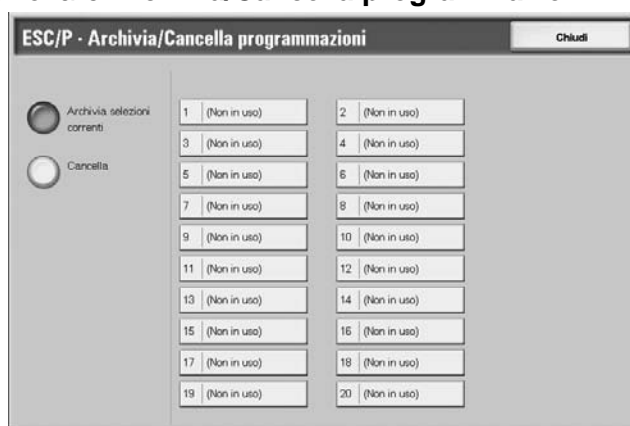 ESC/P - Archivia/Cancella programmazioni
Chiudi
Archivia selezioni
correnti
Cancella
1 (Non in uso)
2 (Non in uso)
3 (Non in uso)
4 (Non in uso)
5 (Non in uso)
6 (Non in uso)
7 (Non in uso)
8 (Non in uso)
9 (Non in uso)
10 (Non in uso)
11 (Non in uso)
12 (Non in uso)
13 (Non in uso)
14 (Non in uso)
15 (Non in uso)
16 (Non in uso)
17 (Non in uso)
18 (Non in uso)
19 (Non in uso)
20 (Non in uso)